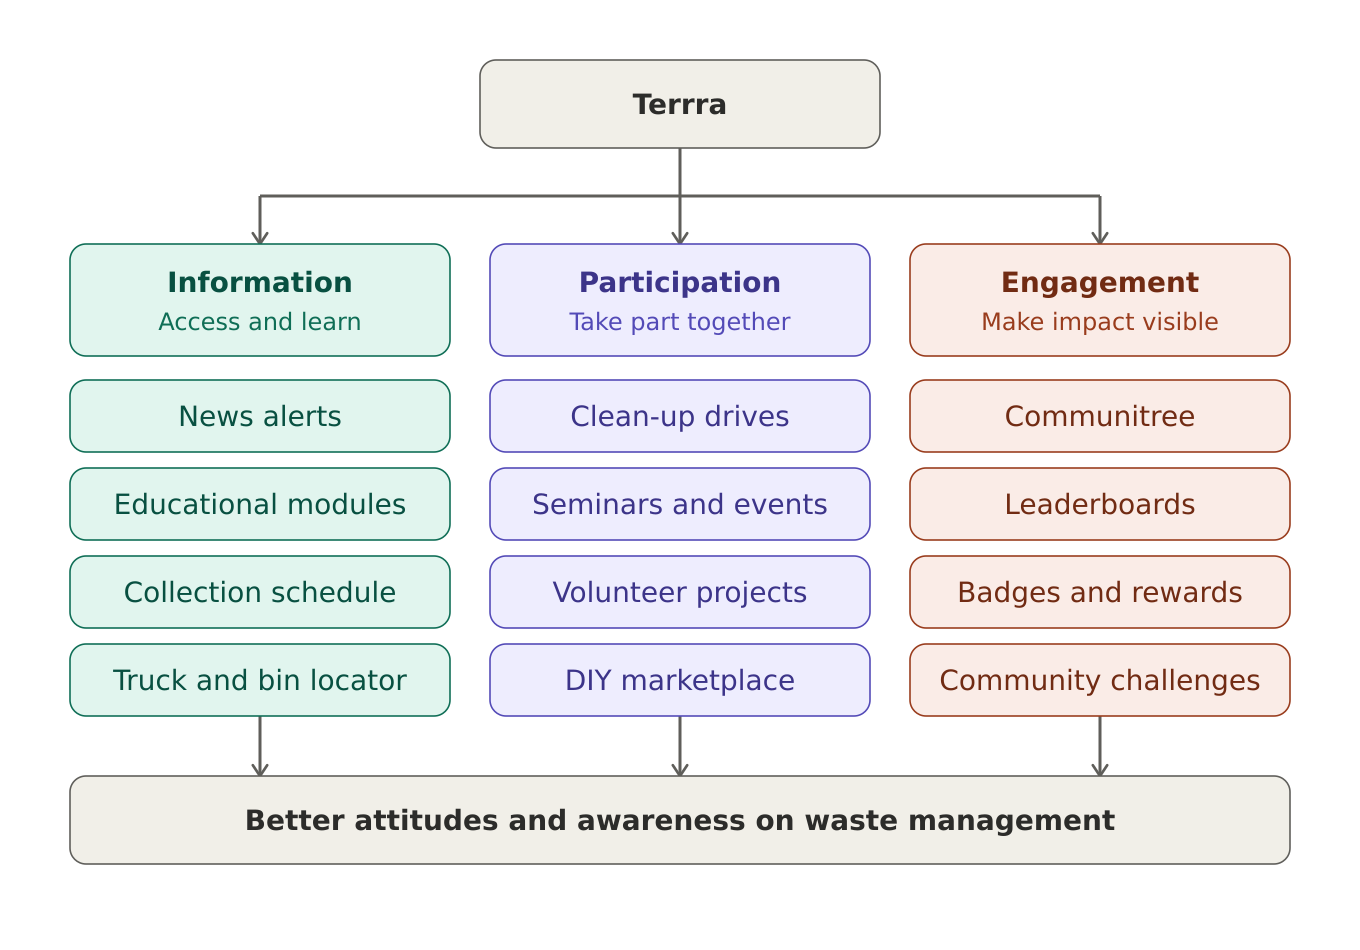 Terrra
Information
Access and learn
Participation
Take part together
Engagement
Make impact visible
News alerts
Clean-up drives
Communitree
Educational modules
Seminars and events
Leaderboards
Collection schedule
Volunteer projects
Badges and rewards
Truck and bin locator
DIY marketplace
Community challenges
Better attitudes and awareness on waste management